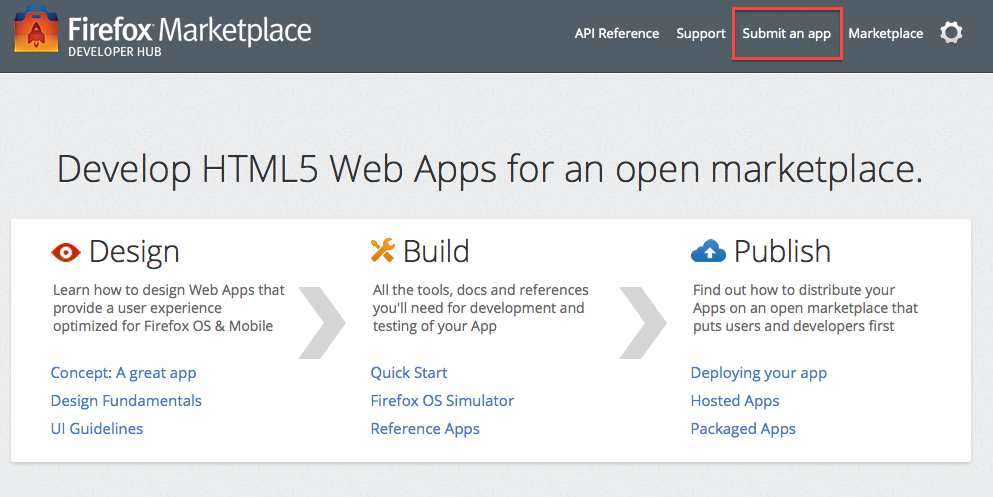 Firefox Marketplace
DEVELOPER HUB
API Reference
Support
Submit an app
Marketplace
Develop HTML5 Web Apps for an open marketplace.
Design
Learn how to design Web Apps that
provide a user experience
optimized for Firefox OS & Mobile
Concept: A great app
Design Fundamentals
UI Guidelines
Build
All the tools, docs and references
you'll need for development and
testing of your App
Quick Start
Firefox OS Simulator
Reference Apps
Publish
Find out how to distribute your
Apps on an open marketplace that
puts users and developers first
Deploying your app
Hosted Apps
Packaged Apps